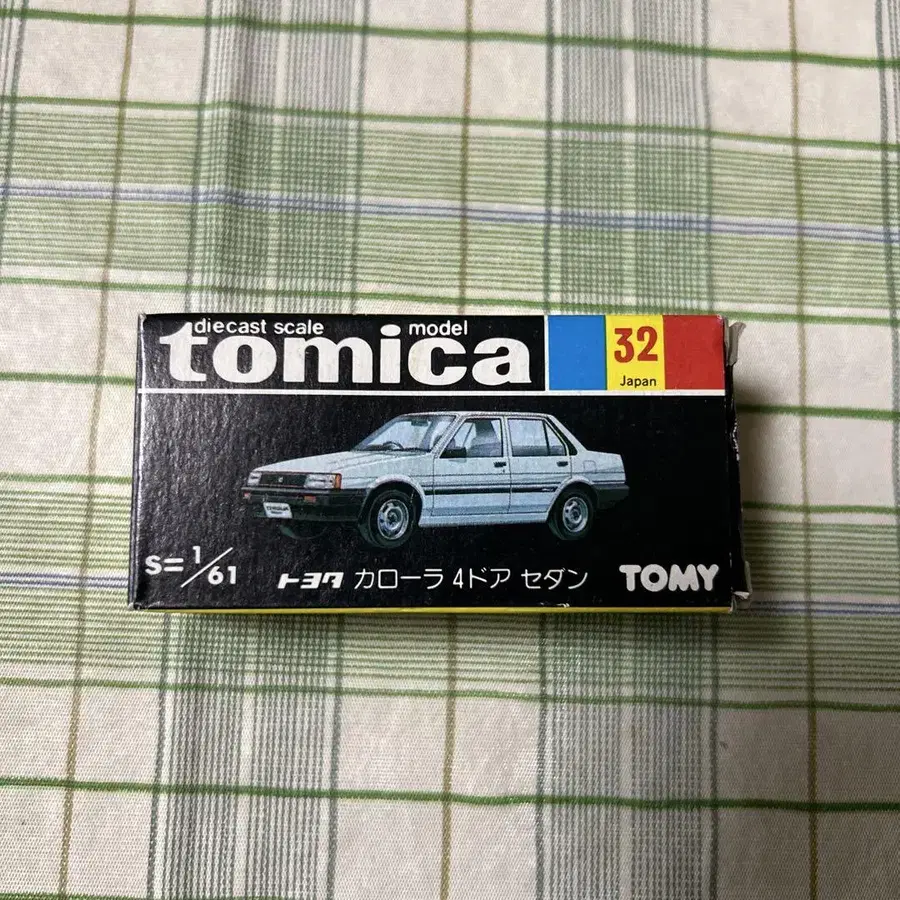 diecast scale model
tomica
32
Japan
S=1/61
トヨタ カローラ 4ドア セダン
TOMY